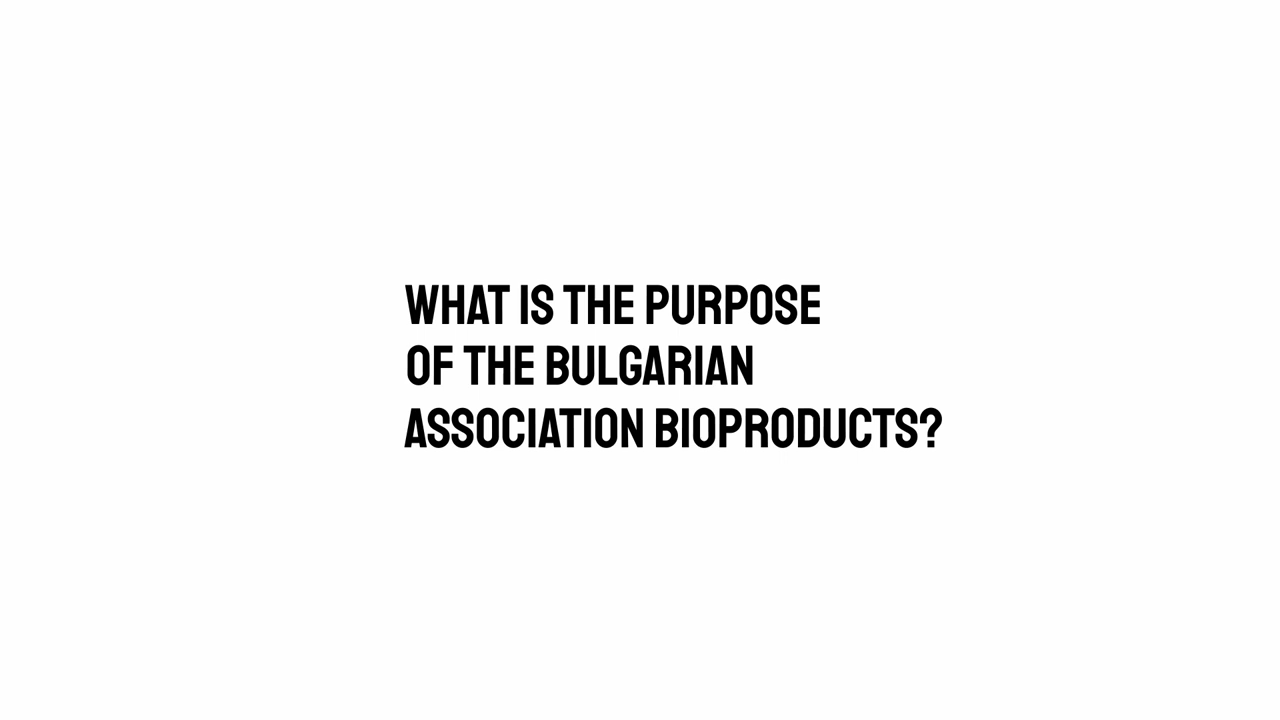 WHAT IS THE PURPOSE
OF THE BULGARIAN
ASSOCIATION BIOPRODUCTS?